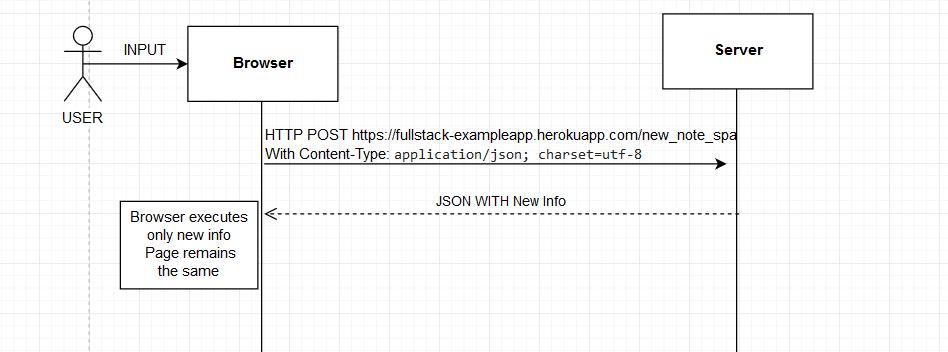 INPUT
USER
Browser
Server
HTTP POST https://fullstack-exampleapp.herokuapp.com/new_note_spa
With Content-Type: application/json; charset=utf-8
JSON WITH New Info
Browser executes
only new info
Page remains
the same